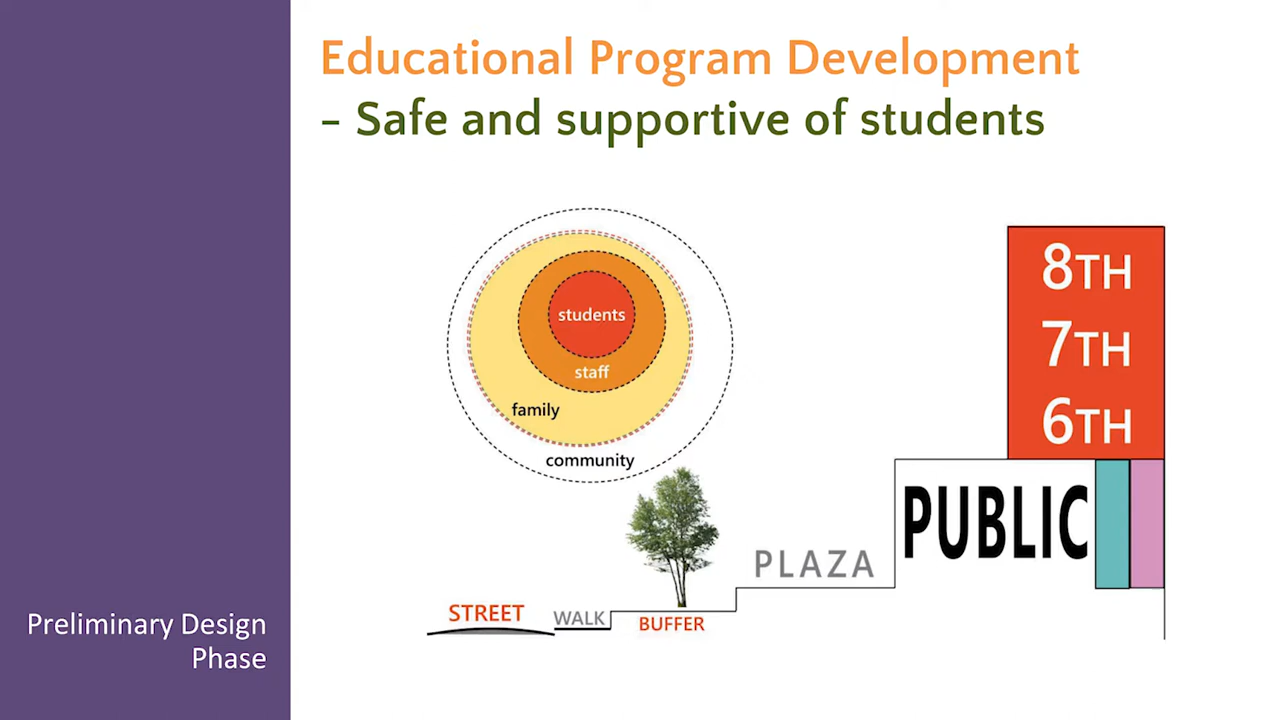 Educational Program Development
- Safe and supportive of students
students
staff
family
community
8TH
7TH
6TH
PUBLIC
PLAZA
STREET
WALK
BUFFER
Preliminary Design
Phase